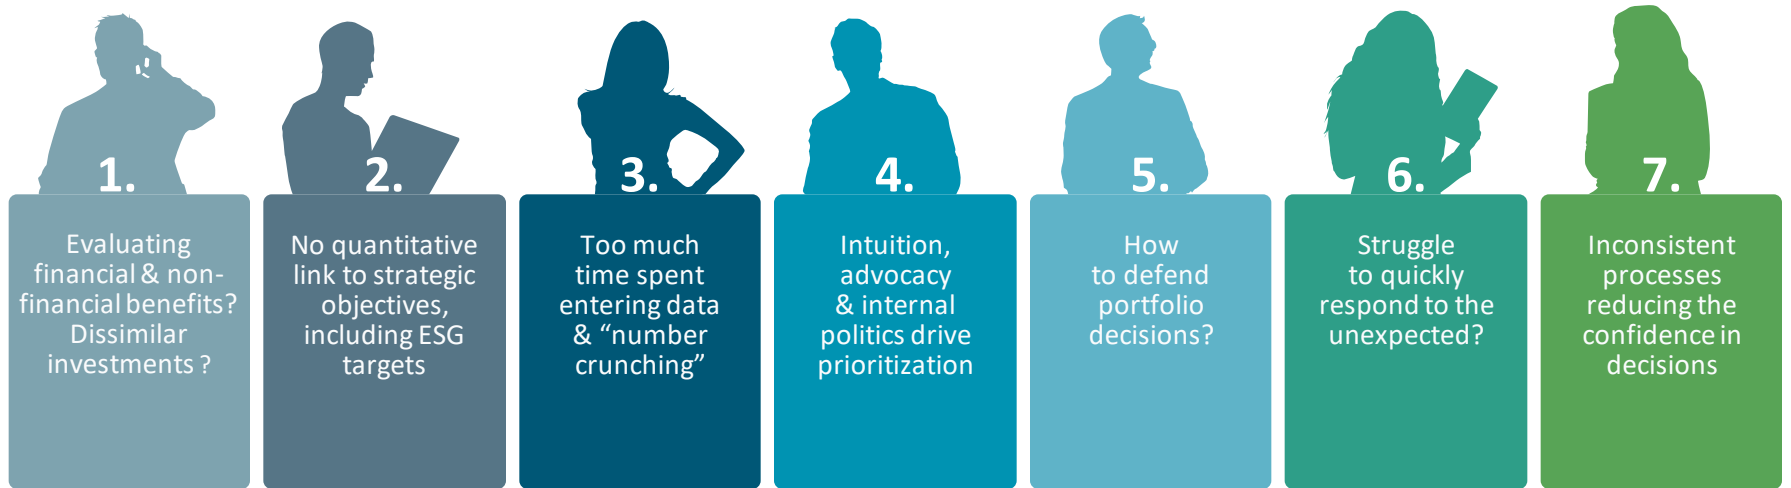 1.
Evaluating
financial & non-
financial benefits?
Dissimilar
investments ?
2.
No quantitative
link to strategic
objectives,
including ESG
targets
3.
Too much
time spent
entering data
& “number
crunching”
4.
Intuition,
advocacy
& internal
politics drive
prioritization
5.
How
to defend
portfolio
decisions?
6.
Struggle
to quickly
respond to the
unexpected?
7.
Inconsistent
processes
reducing the
confidence in
decisions